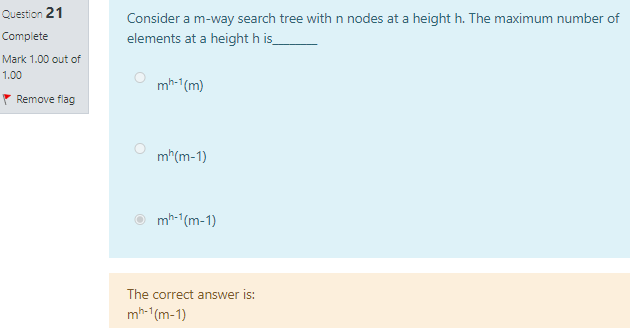 Question 21
Complete
Mark 1.00 out of
1.00
Remove flag
Consider a m-way search tree with n nodes at a height h. The maximum number of
elements at a height h is_______
mʰ⁻¹(m)
mʰ(m-1)
mʰ⁻¹(m-1)
The correct answer is:
mʰ⁻¹(m-1)